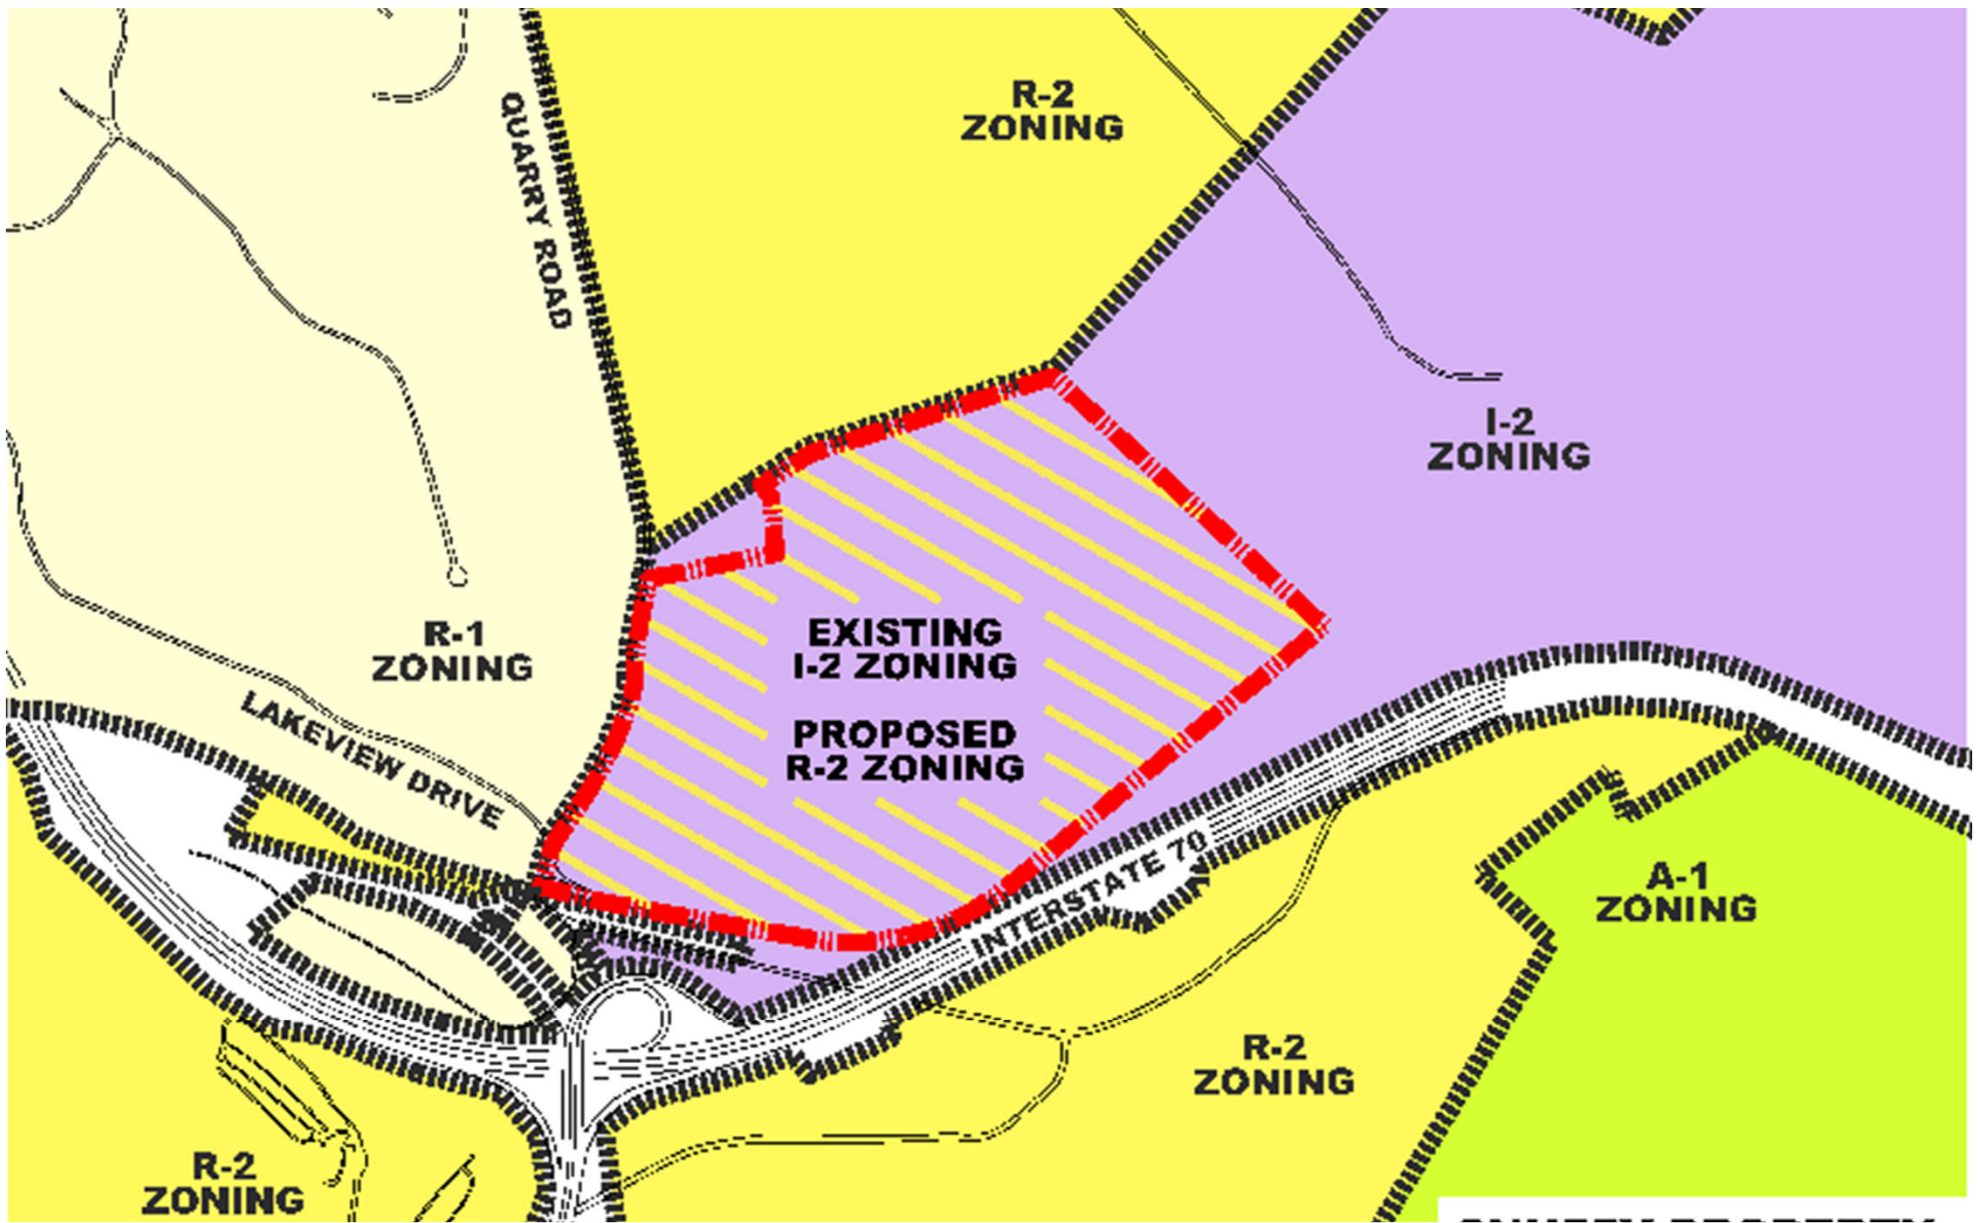 R-2
ZONING
QUARRY ROAD
I-2
ZONING
R-1
ZONING
EXISTING
I-2 ZONING
PROPOSED
R-2 ZONING
LAKEVIEW DRIVE
INTERSTATE 70
A-1
ZONING
R-2
ZONING
R-2
ZONING